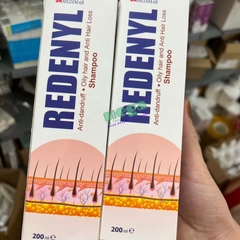 MEDIMAR
REDENYL
Anti-dandruff • Oily hair and Anti Hair Loss
Shampoo
200 ml e
REDENYL
Anti-dandruff • Oily hair and Anti Hair Loss
Shampoo
200 ml e